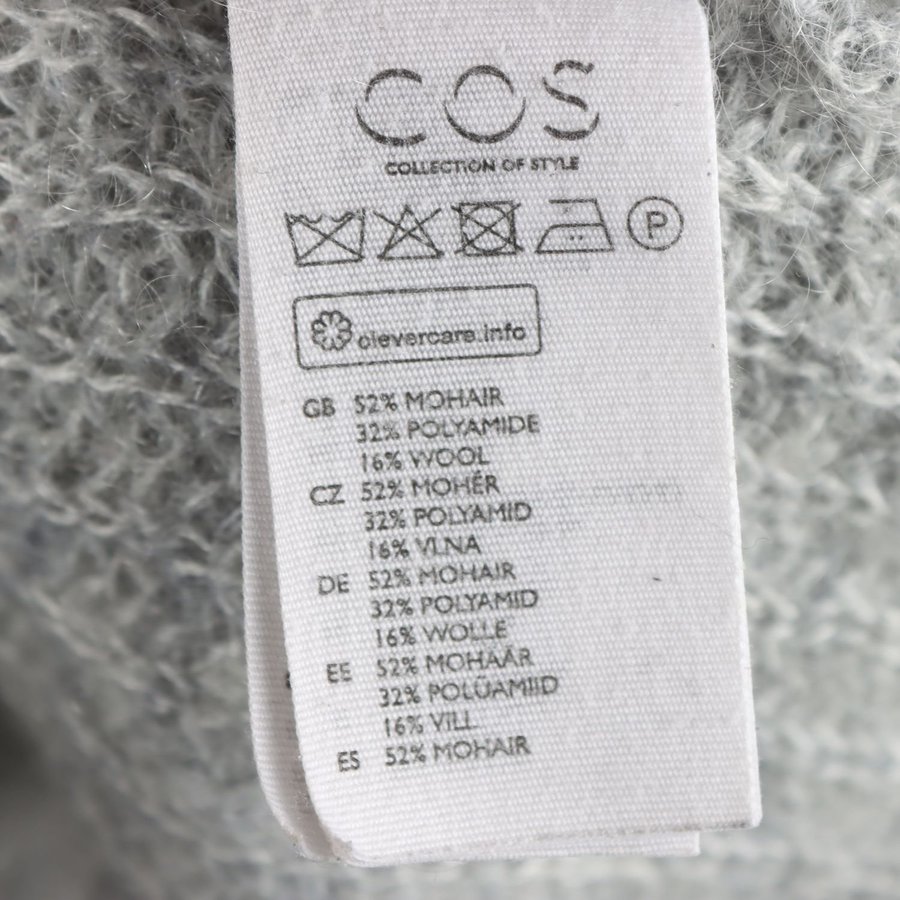 COS
COLLECTION OF STYLE
P
clevercare.info
GB 52% MOHAIR
32% POLYAMIDE
16% WOOL
CZ 52% MOHÉR
32% POLYAMID
16% VLNA
DE 52% MOHAIR
32% POLYAMID
16% WOLLE
EE 52% MOHÄÄR
32% POLÜAMIID
16% VILL
ES 52% MOHAIR